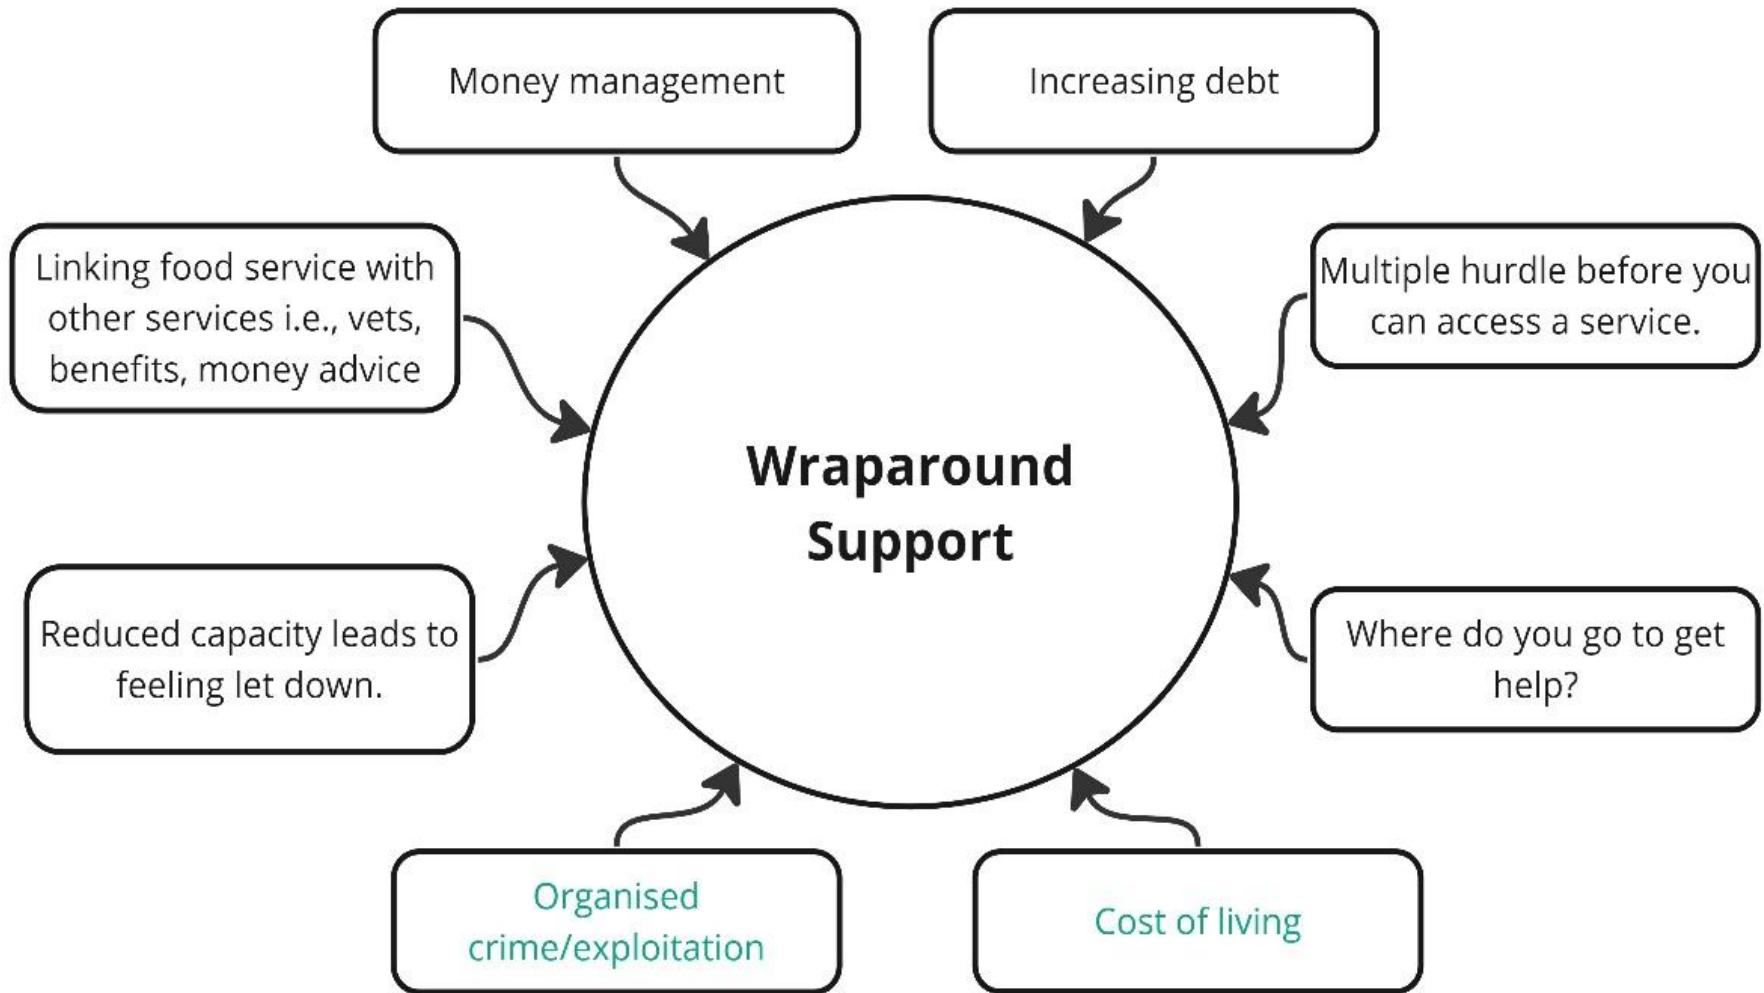 Money management
Increasing debt
Linking food service with
other services i.e., vets,
benefits, money advice
Multiple hurdle before you
can access a service.
Wraparound
Support
Reduced capacity leads to
feeling let down.
Where do you go to get
help?
Organised
crime/exploitation
Cost of living